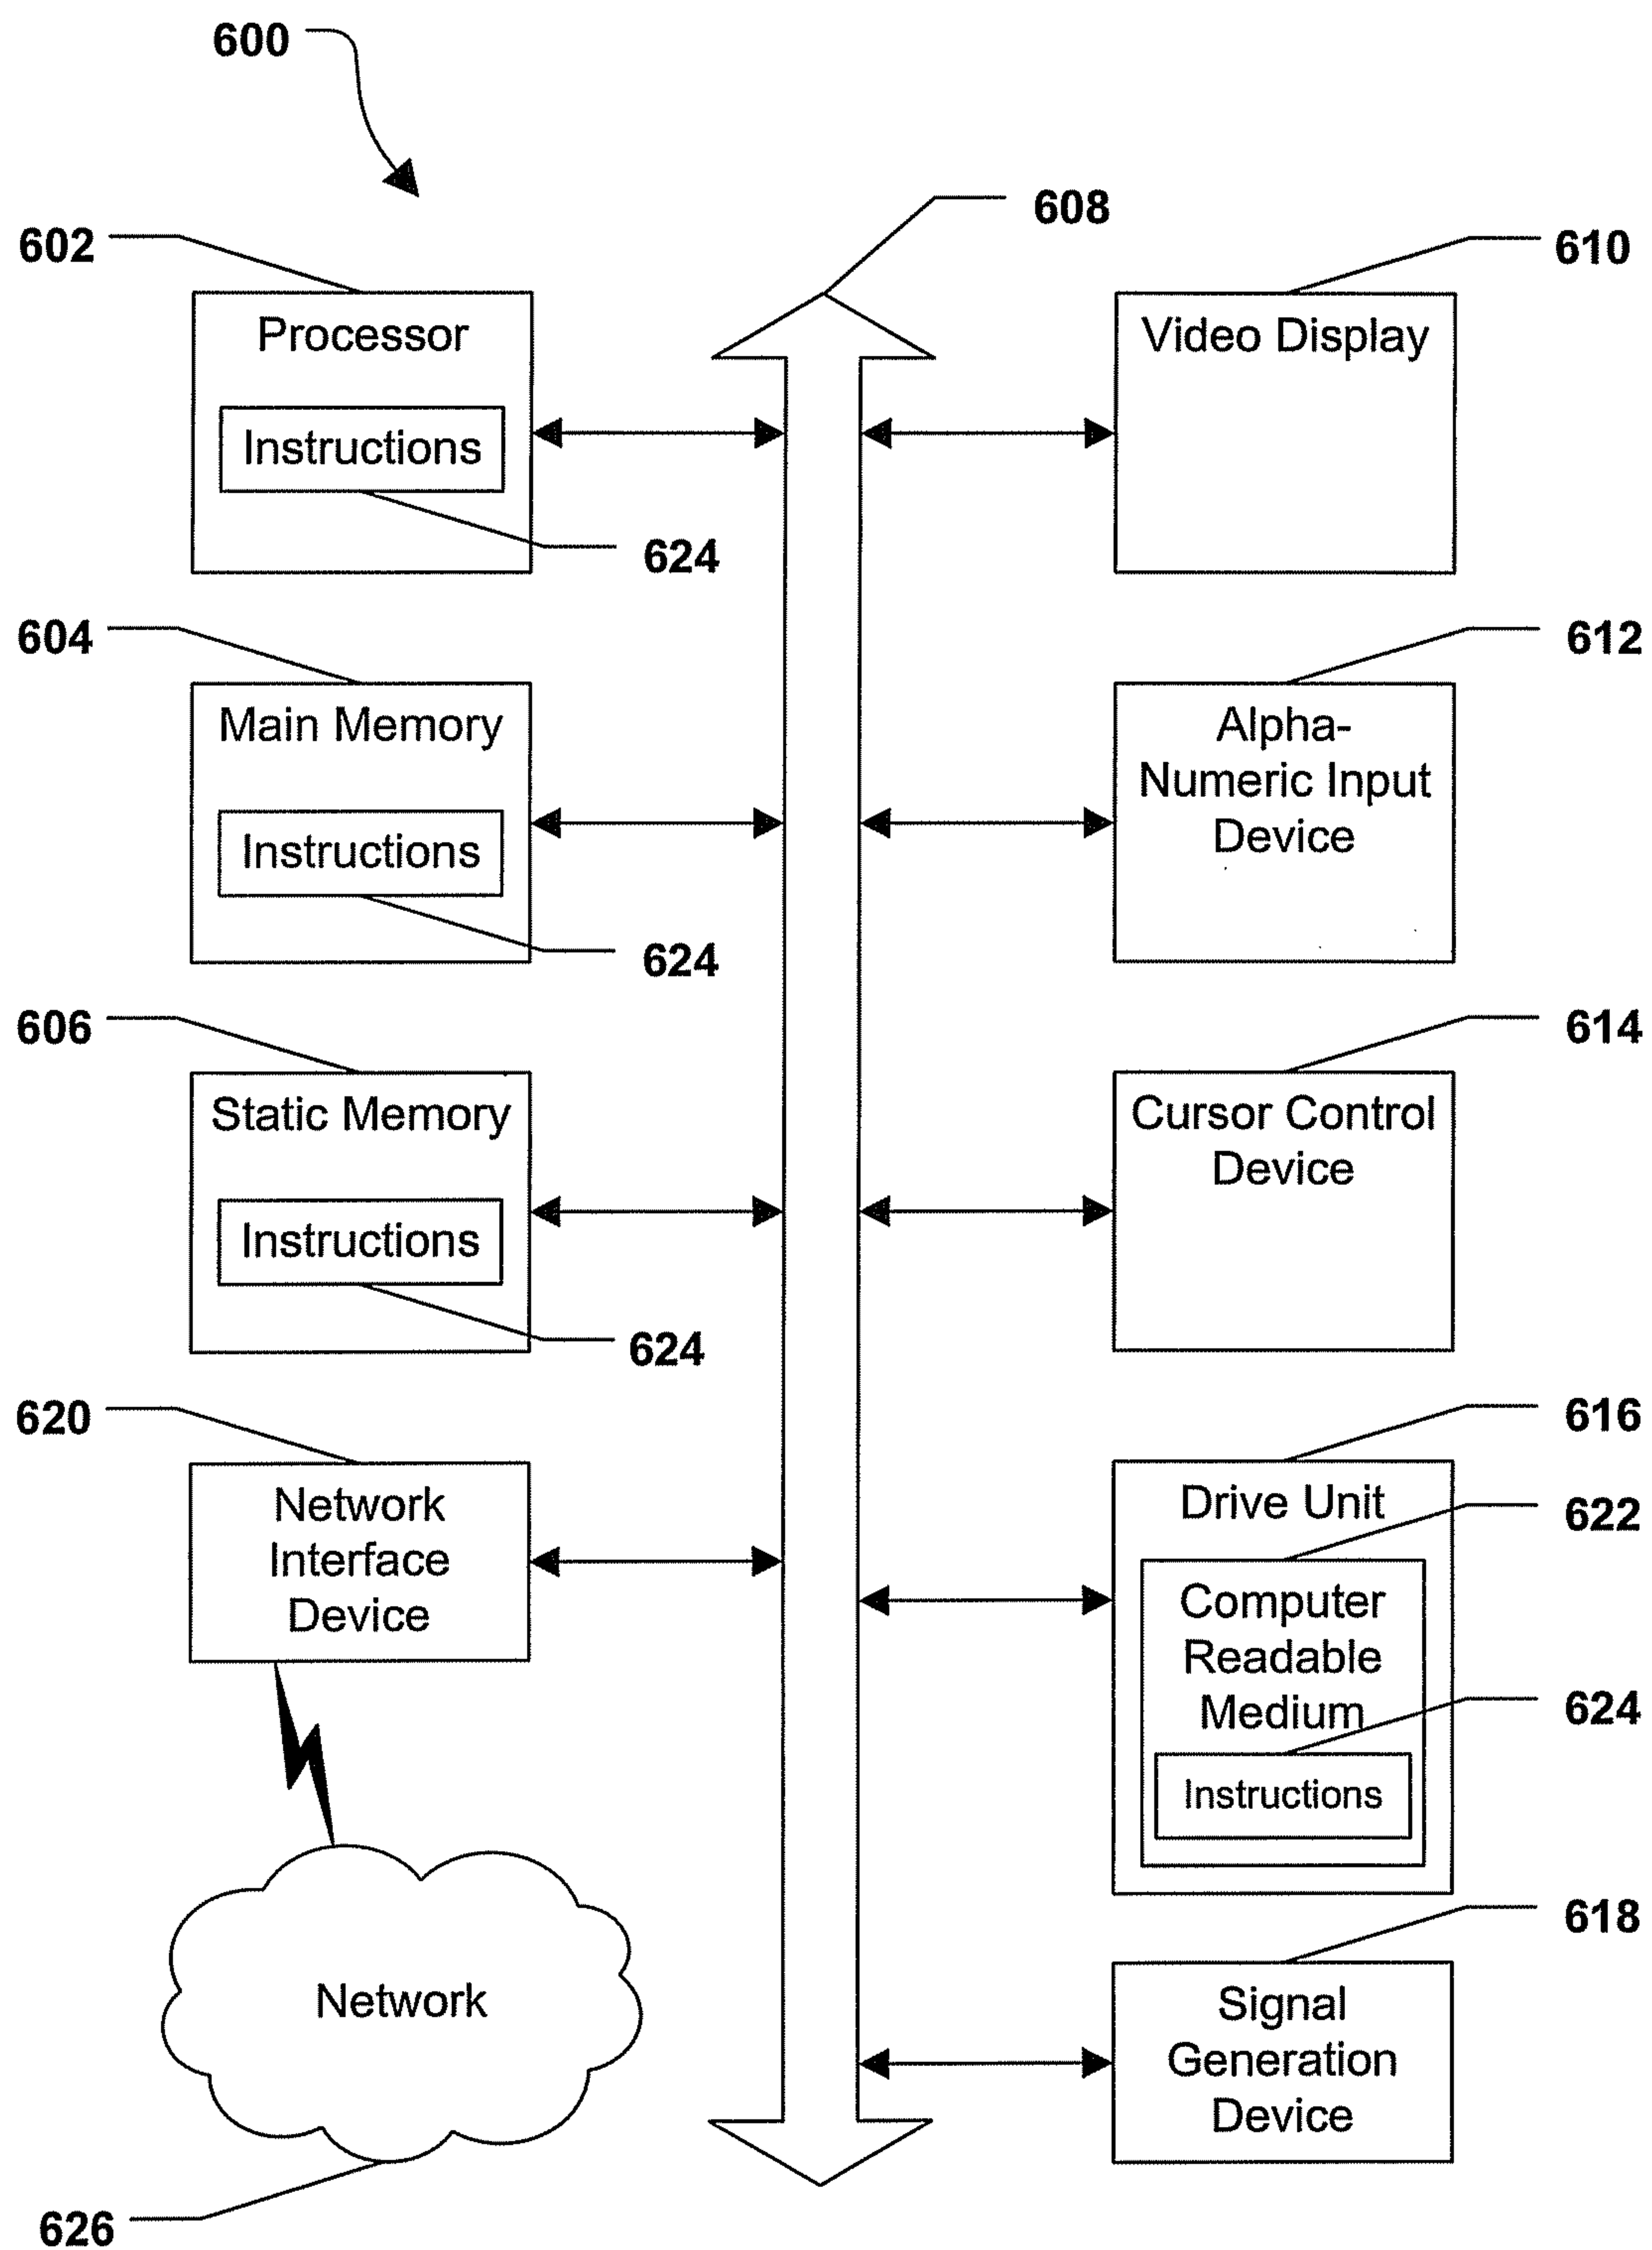 600
608
602
610
Processor
Video Display
Instructions
624
604
612
Main Memory
Alpha-
Numeric Input
Device
Instructions
624
606
614
Static Memory
Cursor Control
Device
Instructions
624
620
616
Network
Interface
Device
Drive Unit
622
Computer
Readable
Medium
624
Instructions
618
Network
Signal
Generation
Device
626